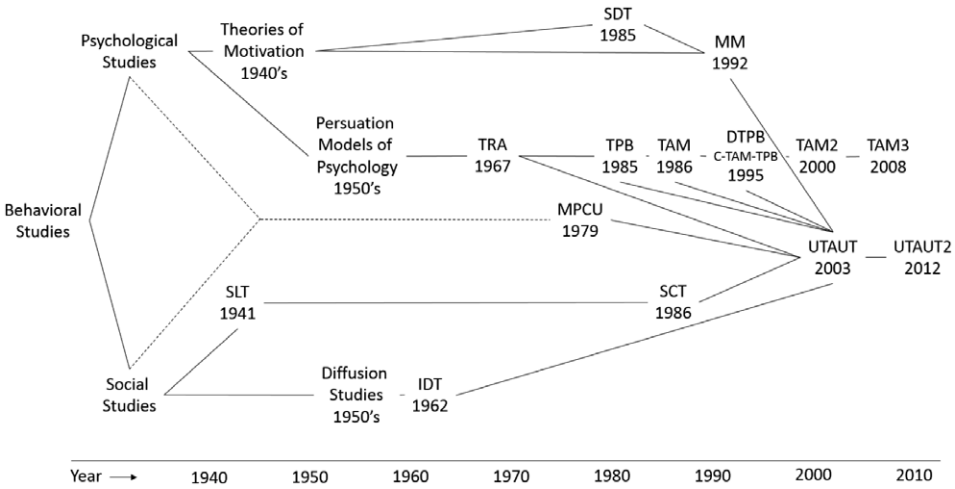 Psychological
Studies
Theories of
Motivation
1940's
SDT
1985
MM
1992
Persuation
Models of
Psychology
1950's
TRA
1967
TPB
1985
TAM
1986
DTPB
C-TAM-TPB
1995
TAM2
2000
TAM3
2008
Behavioral
Studies
MPCU
1979
UTAUT
2003
UTAUT2
2012
SLT
1941
SCT
1986
Social
Studies
Diffusion
Studies
1950's
IDT
1962
Year 1940 1950 1960 1970 1980 1990 2000 2010